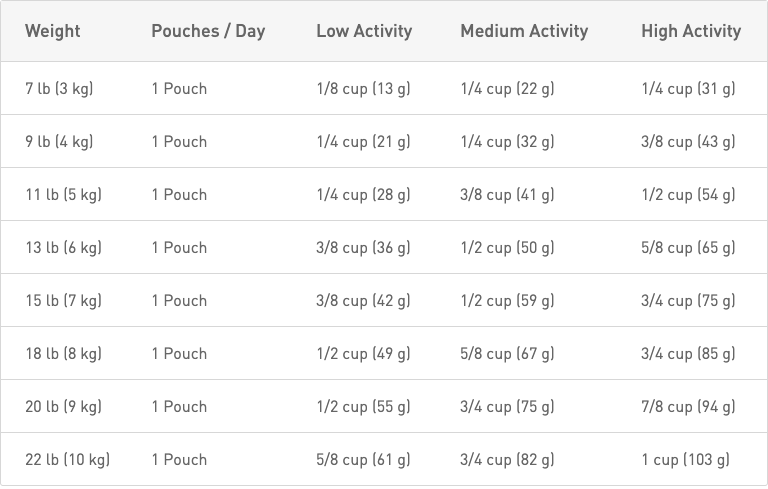 Weight Pouches / Day Low Activity Medium Activity High Activity
7 lb (3 kg) 1 Pouch 1/8 cup (13 g) 1/4 cup (22 g) 1/4 cup (31 g)
9 lb (4 kg) 1 Pouch 1/4 cup (21 g) 1/4 cup (32 g) 3/8 cup (43 g)
11 lb (5 kg) 1 Pouch 1/4 cup (28 g) 3/8 cup (41 g) 1/2 cup (54 g)
13 lb (6 kg) 1 Pouch 3/8 cup (36 g) 1/2 cup (50 g) 5/8 cup (65 g)
15 lb (7 kg) 1 Pouch 3/8 cup (42 g) 1/2 cup (59 g) 3/4 cup (75 g)
18 lb (8 kg) 1 Pouch 1/2 cup (49 g) 5/8 cup (67 g) 3/4 cup (85 g)
20 lb (9 kg) 1 Pouch 1/2 cup (55 g) 3/4 cup (75 g) 7/8 cup (94 g)
22 lb (10 kg) 1 Pouch 5/8 cup (61 g) 3/4 cup (82 g) 1 cup (103 g)